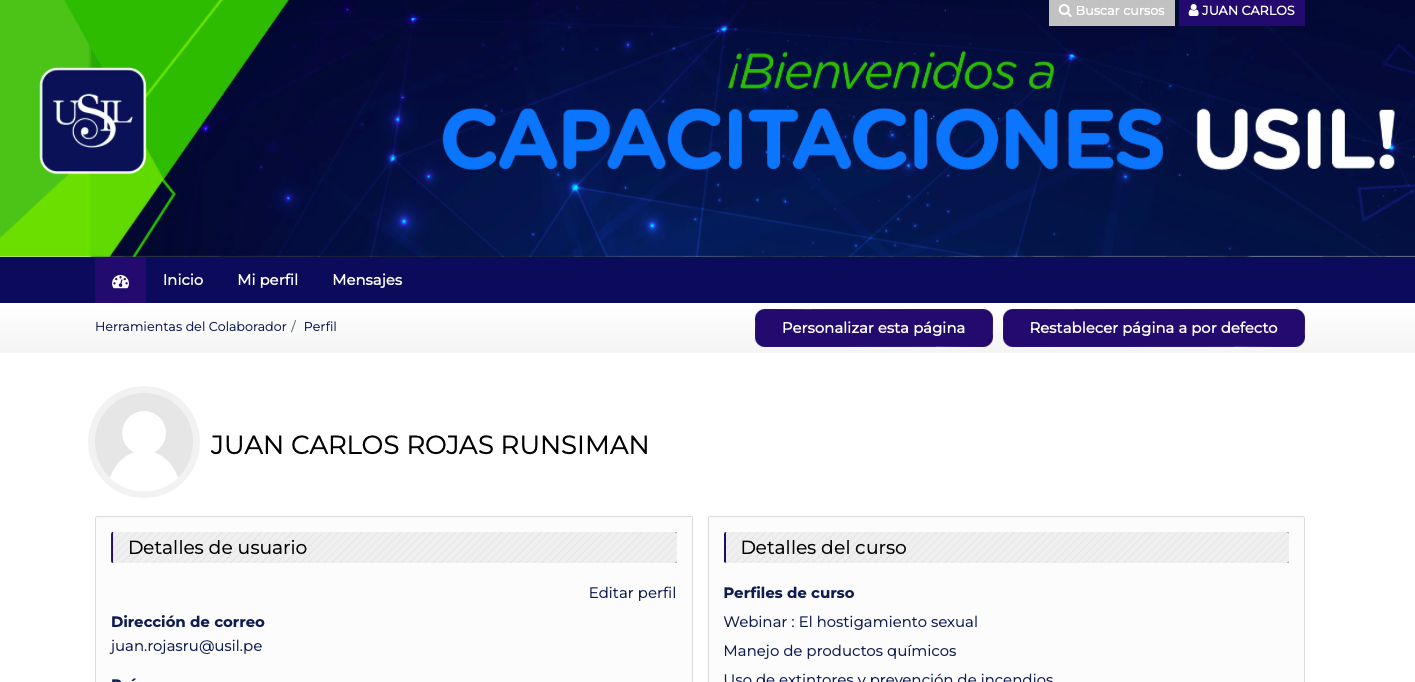 Buscar cursos
JUAN CARLOS
¡Bienvenidos a
CAPACITACIONES USIL!
USIL
Inicio
Mi perfil
Mensajes
Herramientas del Colaborador / Perfil
Personalizar esta página
Restablecer página a por defecto
JUAN CARLOS ROJAS RUNSIMAN
Detalles de usuario
Editar perfil
Dirección de correo
juan.rojasru@usil.pe
Detalles del curso
Perfiles de curso
Webinar : El hostigamiento sexual
Manejo de productos químicos
Uso de extintores y prevención de incendios